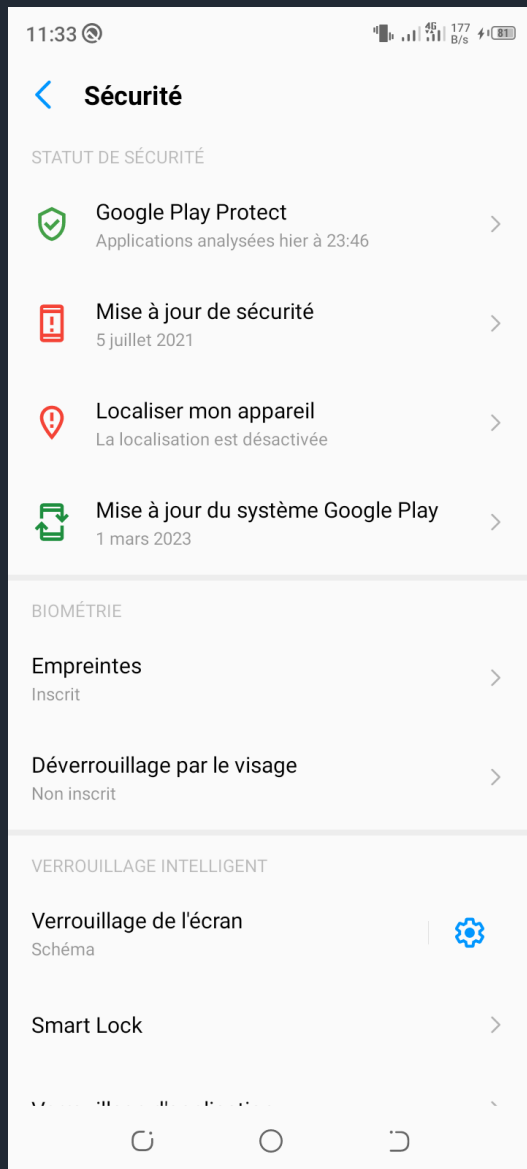 11:33
4G
177
B/s
81
Sécurité
STATUT DE SÉCURITÉ
Google Play Protect
Applications analysées hier à 23:46
Mise à jour de sécurité
5 juillet 2021
Localiser mon appareil
La localisation est désactivée
Mise à jour du système Google Play
1 mars 2023
BIOMÉTRIE
Empreintes
Inscrit
Déverrouillage par le visage
Non inscrit
VERROUILLAGE INTELLIGENT
Verrouillage de l'écran
Schéma
Smart Lock